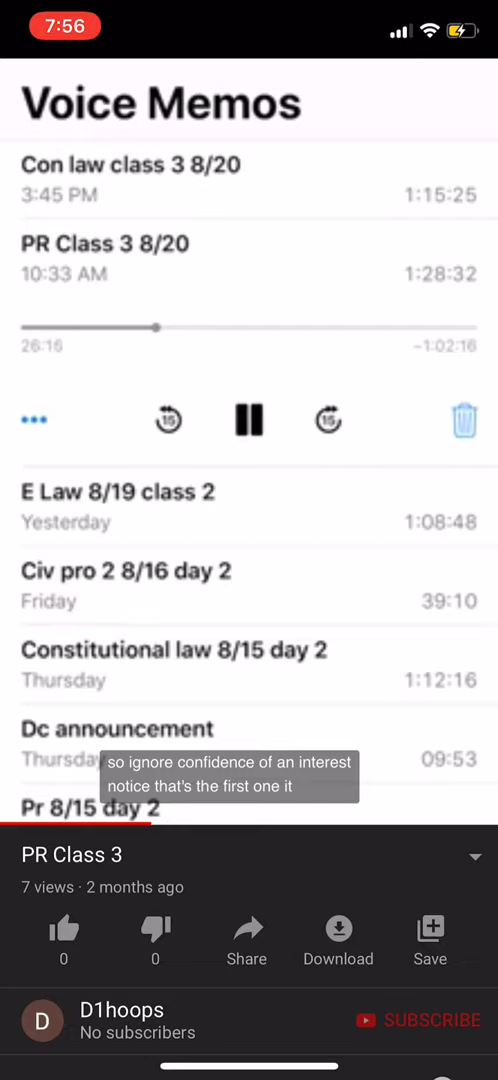 7:56
Voice Memos
Con law class 3 8/20
3:45 PM 1:15:25
PR Class 3 8/20
10:33 AM 1:28:32
26:16 -1:02:16
15 15
E Law 8/19 class 2
Yesterday 1:08:48
Civ pro 2 8/16 day 2
Friday 39:10
Constitutional law 8/15 day 2
Thursday 1:12:16
Dc announcement
Thursday 09:53
so ignore confidence of an interest
notice that's the first one it
Pr 8/15 day 2
PR Class 3
7 views · 2 months ago
0 0 Share Download Save
D D1hoops
No subscribers
SUBSCRIBE